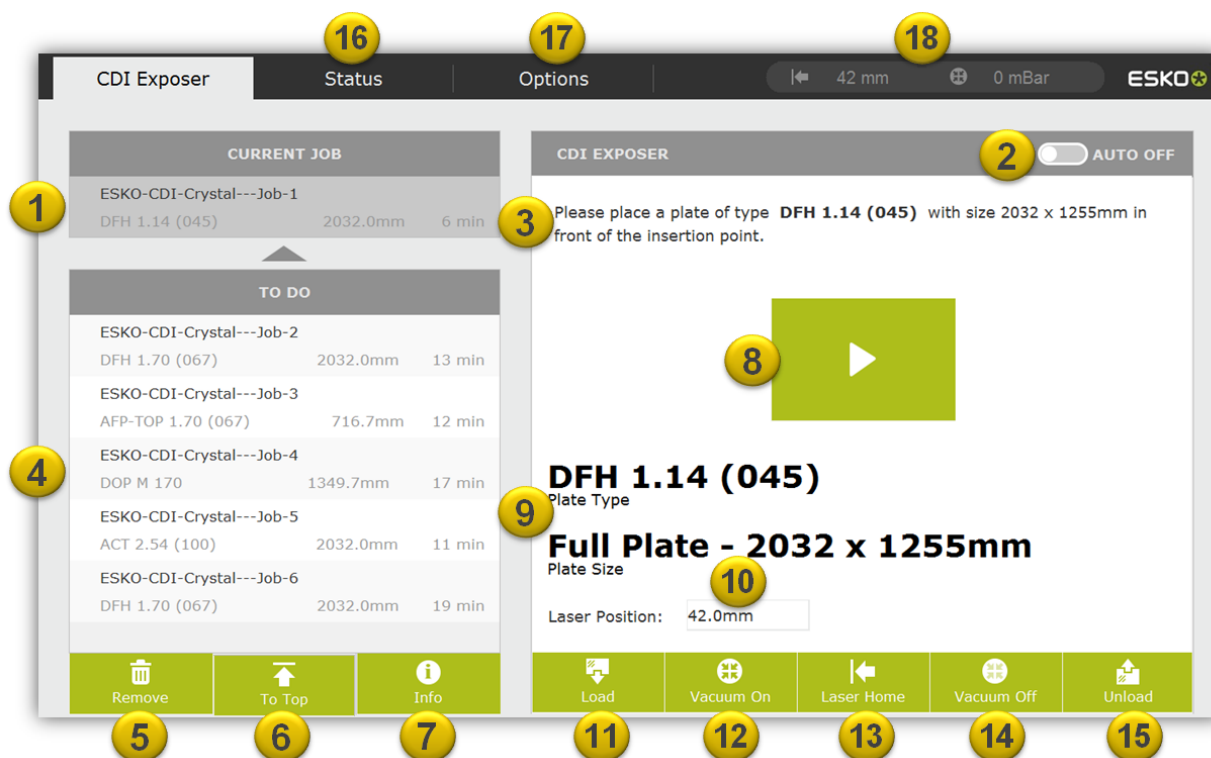 16
17
18
CDI Exposer
Status
Options
42 mm
0 mBar
ESKO
CURRENT JOB
1
ESKO-CDI-Crystal---Job-1
DFH 1.14 (045) 2032.0mm 6 min
TO DO
4
ESKO-CDI-Crystal---Job-2
DFH 1.70 (067) 2032.0mm 13 min
ESKO-CDI-Crystal---Job-3
AFP-TOP 1.70 (067) 716.7mm 12 min
ESKO-CDI-Crystal---Job-4
DOP M 170 1349.7mm 17 min
ESKO-CDI-Crystal---Job-5
ACT 2.54 (100) 2032.0mm 11 min
ESKO-CDI-Crystal---Job-6
DFH 1.70 (067) 2032.0mm 19 min
Remove
To Top
Info
5
6
7
CDI EXPOSER
2
AUTO OFF
3
Please place a plate of type DFH 1.14 (045) with size 2032 x 1255mm in
front of the insertion point.
8
9
DFH 1.14 (045)
Plate Type
Full Plate - 2032 x 1255mm
Plate Size
10
Laser Position: 42.0mm
Load
Vacuum On
Laser Home
Vacuum Off
Unload
11
12
13
14
15